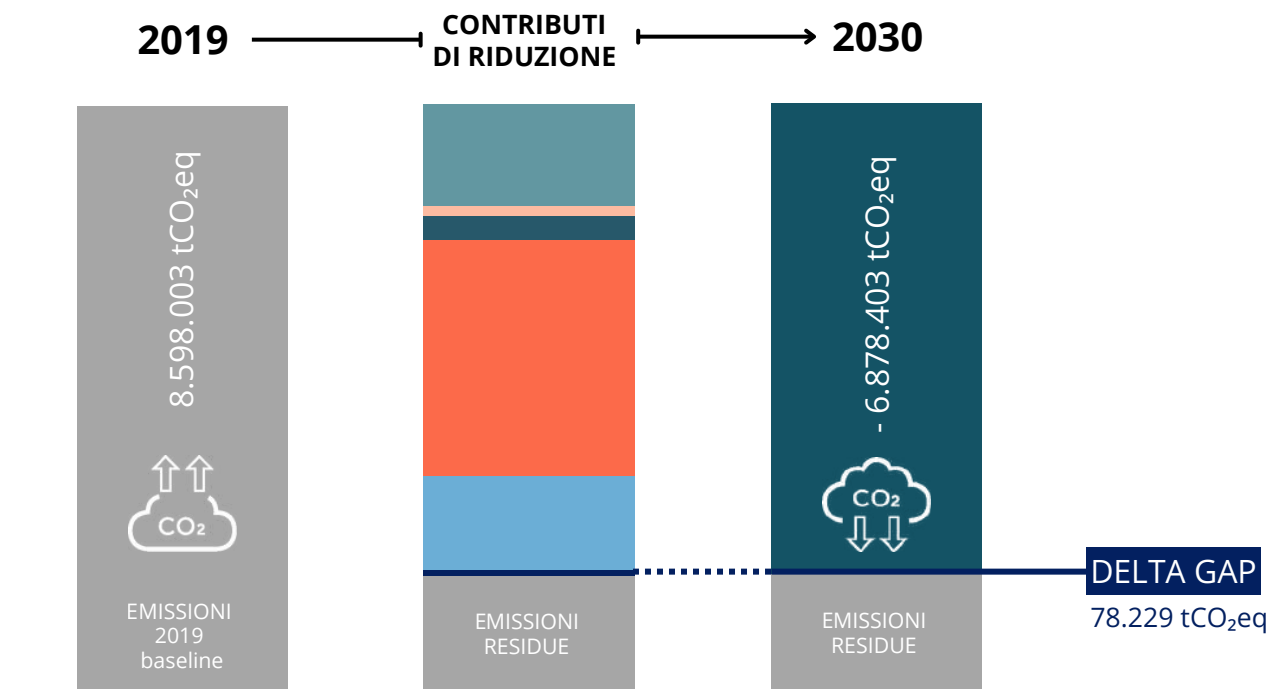 2019
CONTRIBUTI
DI RIDUZIONE
2030
8.598.003 tCO₂eq
CO₂
EMISSIONI
2019
baseline
EMISSIONI
RESIDUE
- 6.878.403 tCO₂eq
CO₂
EMISSIONI
RESIDUE
DELTA GAP
78.229 tCO₂eq